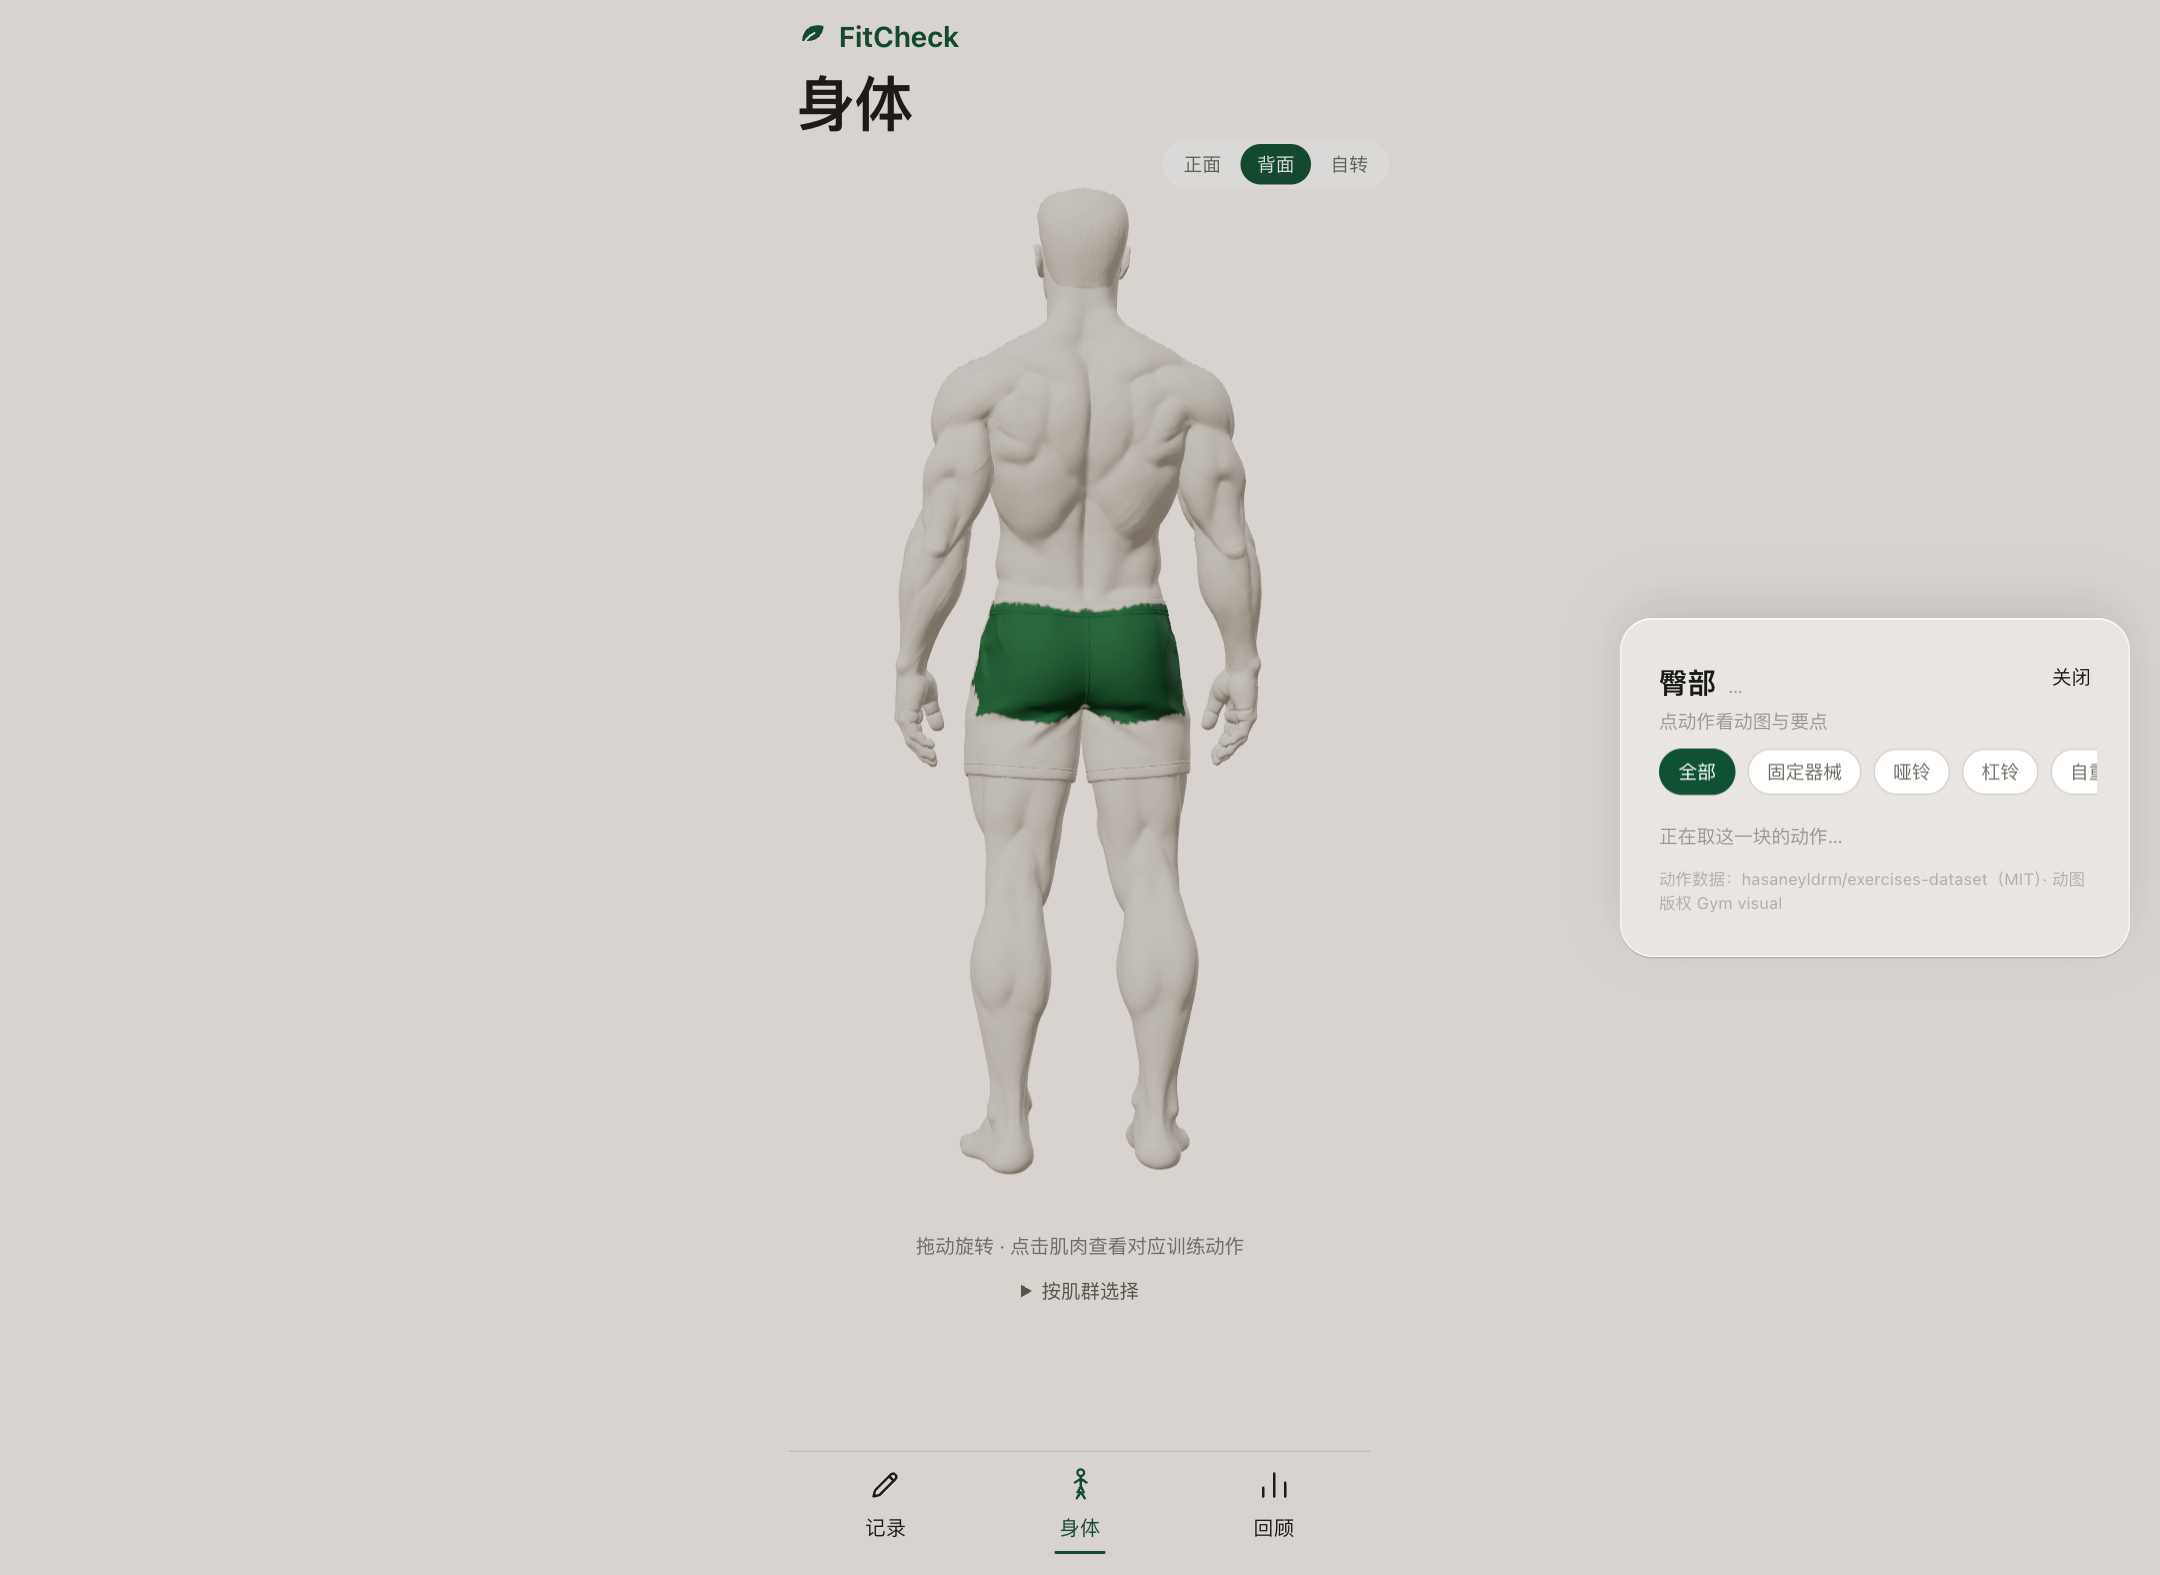 FitCheck
身体
正面 背面 自转
臀部 ...
关闭
点动作看动图与要点
全部 固定器械 哑铃 杠铃
正在取这一块的动作...
动作数据：hasaneyldrm/exercises-dataset（MIT）· 动图
版权 Gym visual
拖动旋转 · 点击肌肉查看对应训练动作
▶ 按肌群选择
记录 身体 回顾